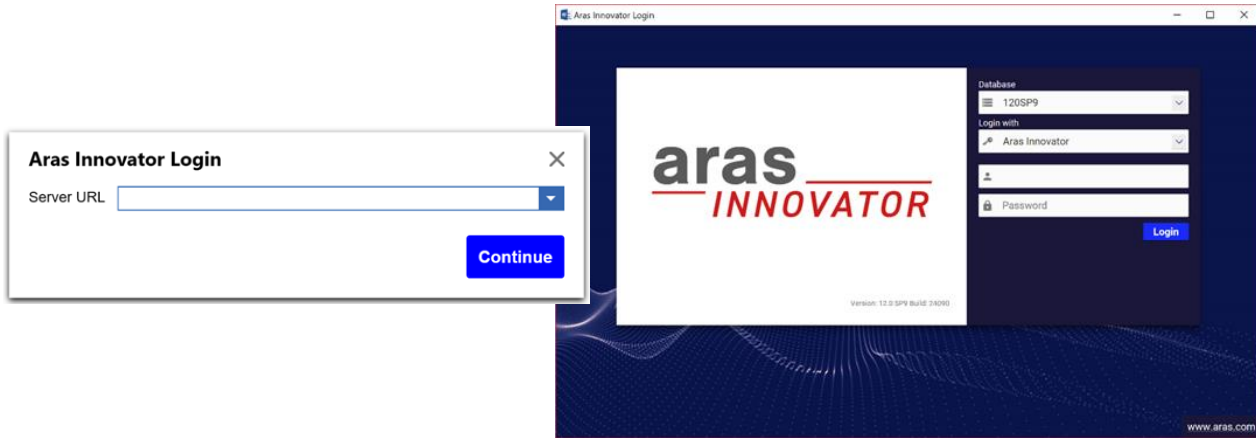 Aras Innovator Login
Server URL
Continue
Aras Innovator Login
aras
INNOVATOR
Version: 12.0 SP9 Build: 24090
Database
120SP9
Login with
Aras Innovator
Password
Login
www.aras.com